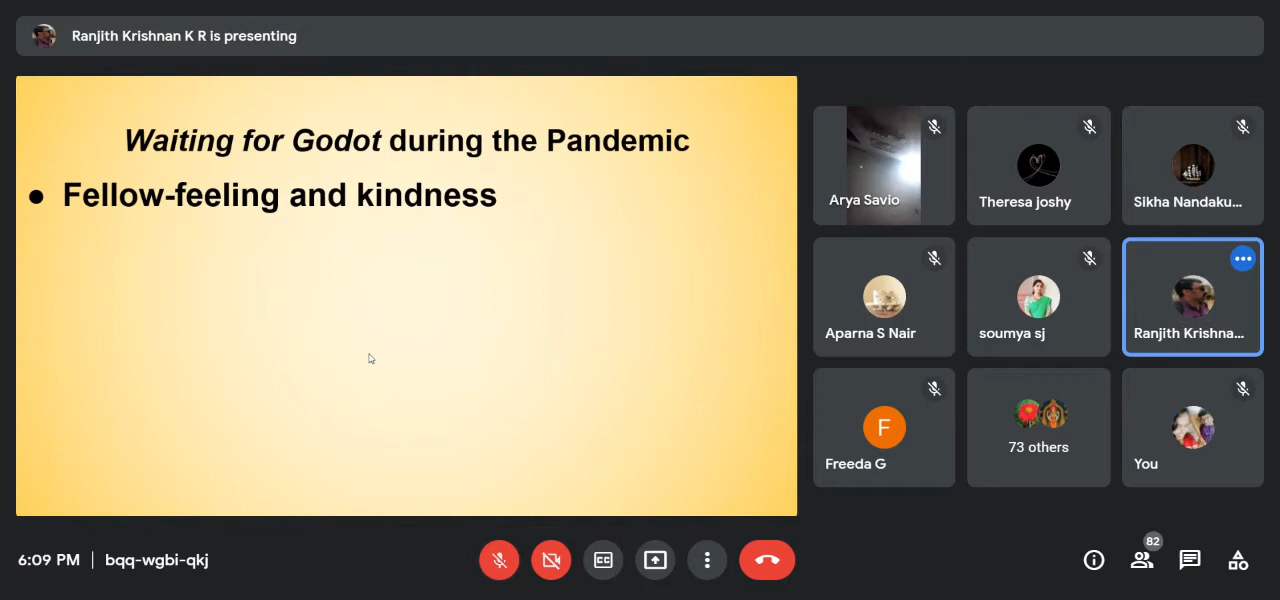 Ranjith Krishnan K R is presenting
Waiting for Godot during the Pandemic
● Fellow-feeling and kindness
Arya Savio
Theresa joshy
Sikha Nandaku...
Aparna S Nair
soumya sj
Ranjith Krishna...
F
Freeda G
73 others
You
6:09 PM | bqq-wgbi-qkj
CC
82